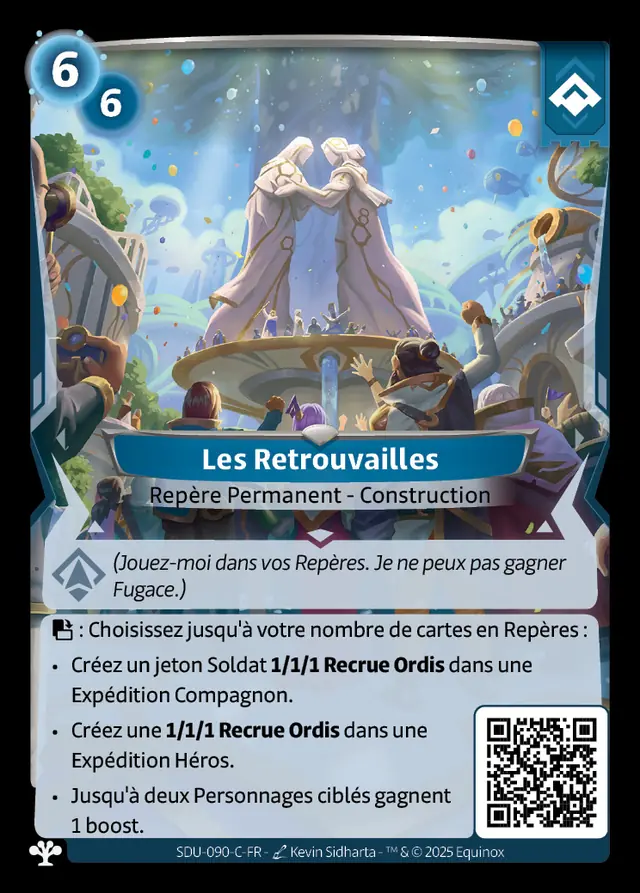 6
6
Les Retrouvailles
Repère Permanent - Construction
(Jouez-moi dans vos Repères. Je ne peux pas gagner
Fugace.)
: Choisissez jusqu'à votre nombre de cartes en Repères :
• Créez un jeton Soldat 1/1/1 Recrue Ordis dans une
Expédition Compagnon.
• Créez une 1/1/1 Recrue Ordis dans une
Expédition Héros.
• Jusqu'à deux Personnages ciblés gagnent
1 boost.
SDU-090-C-FR - Kevin Sidharta - ™ & © 2025 Equinox